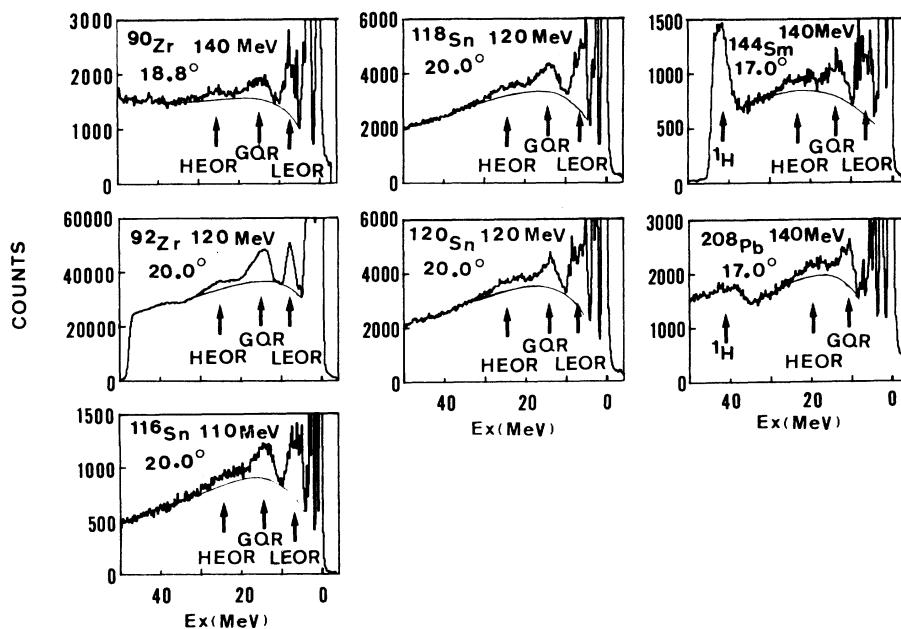 COUNTS
3000
2000
1000
0
90Zr 140 MeV
18.8°
HEOR
GQR
LEOR
6000
4000
2000
0
118Sn 120 MeV
20.0°
HEOR
GQR
LEOR
1500
1000
500
0
144Sm 140MeV
17.0°
1H
HEOR
GQR
LEOR
60000
40000
20000
0
92Zr 120 MeV
20.0°
HEOR
GQR
LEOR
6000
4000
2000
0
120Sn 120 MeV
20.0°
HEOR
GQR
LEOR
40 20 0
Ex(MeV)
3000
2000
1000
0
208Pb 140MeV
17.0°
1H
HEOR
GQR
40 20 0
Ex(MeV)
1500
1000
500
0
116Sn 110 MeV
20.0°
HEOR
GQR
LEOR
40 20 0
Ex(MeV)